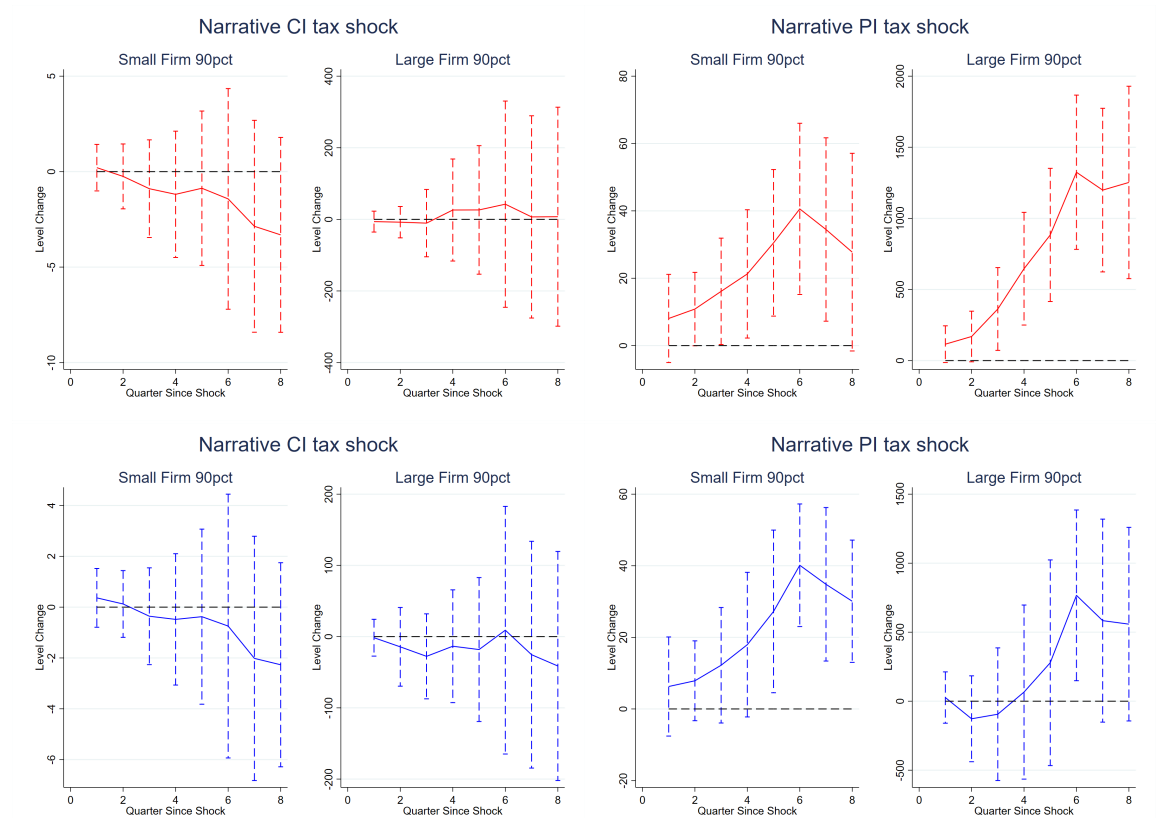 Narrative CI tax shock
Narrative PI tax shock
Small Firm 90pct
Large Firm 90pct
Small Firm 90pct
Large Firm 90pct
Level Change
5
0
-5
-10
0 2 4 6 8
Quarter Since Shock
Level Change
400
200
0
-200
-400
0 2 4 6 8
Quarter Since Shock
Level Change
80
60
40
20
0
0 2 4 6 8
Quarter Since Shock
Level Change
2000
1500
1000
500
0
0 2 4 6 8
Quarter Since Shock
Narrative CI tax shock
Narrative PI tax shock
Small Firm 90pct
Large Firm 90pct
Small Firm 90pct
Large Firm 90pct
Level Change
4
2
0
-2
-4
-6
0 2 4 6 8
Quarter Since Shock
Level Change
200
100
0
-100
-200
0 2 4 6 8
Quarter Since Shock
Level Change
60
40
20
0
-20
0 2 4 6 8
Quarter Since Shock
Level Change
1500
1000
500
0
-500
0 2 4 6 8
Quarter Since Shock